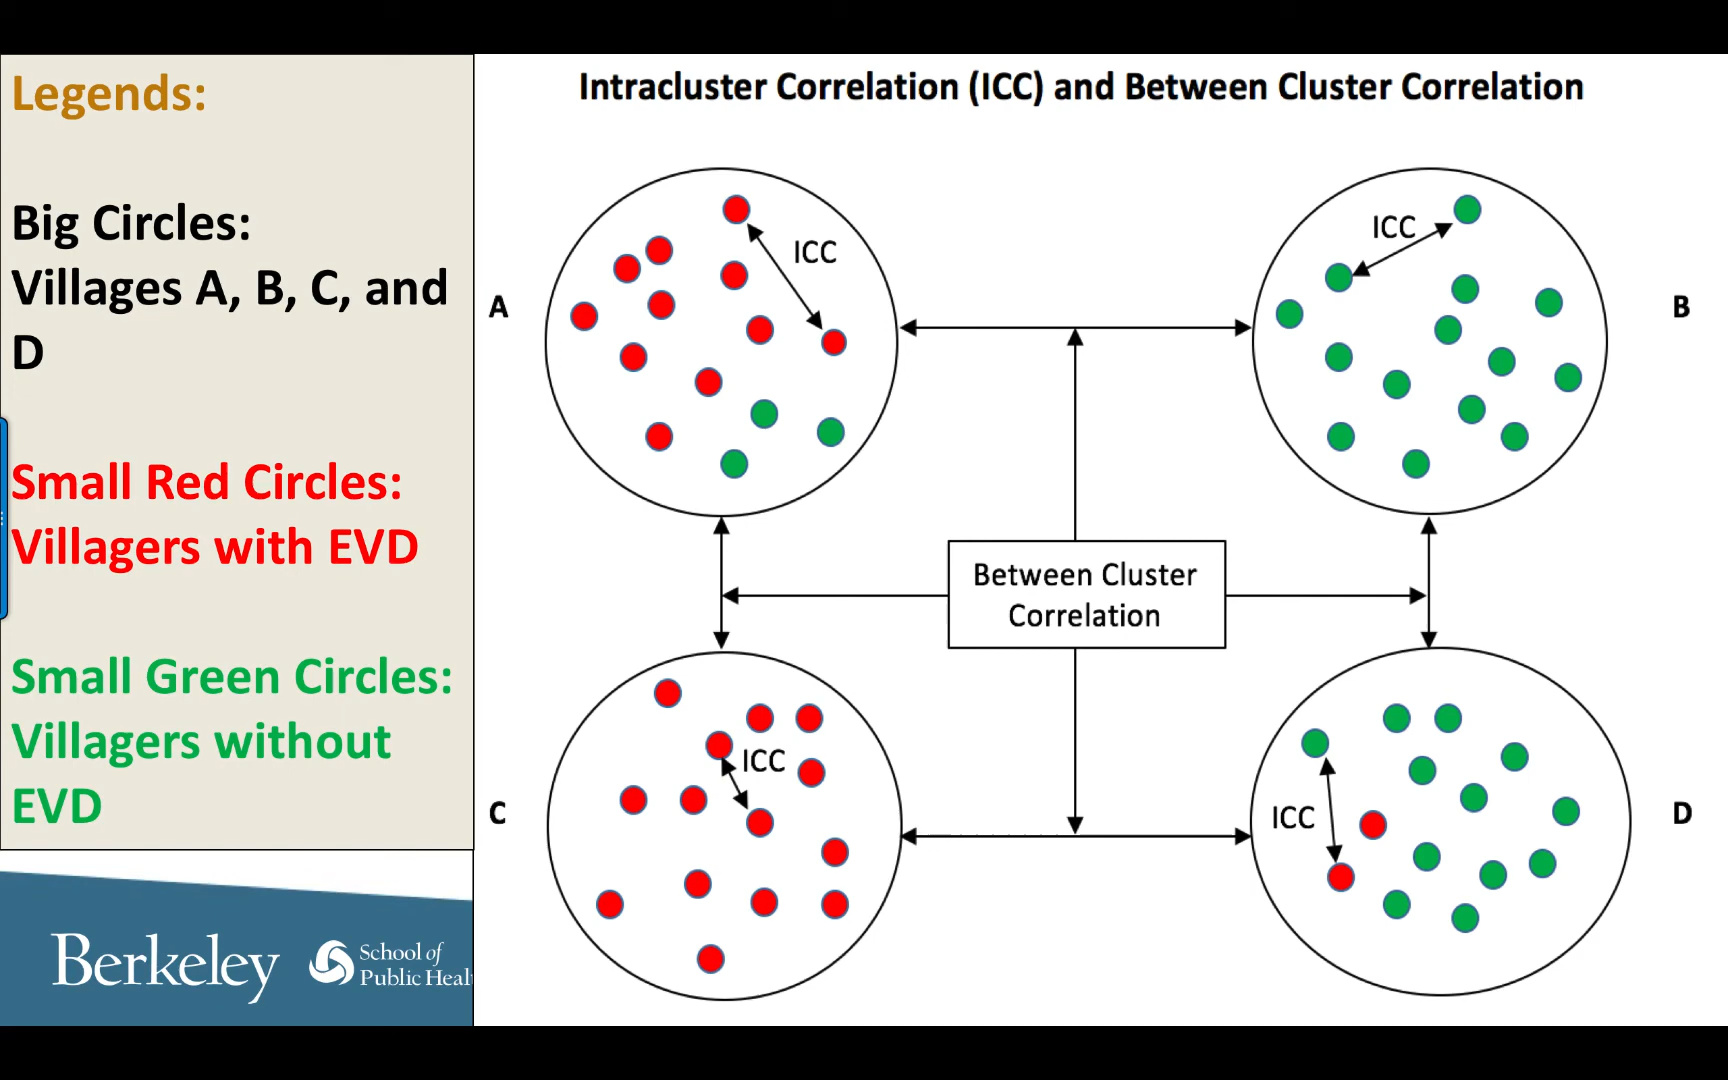 Legends:
Big Circles:
Villages A, B, C, and
D
Small Red Circles:
Villagers with EVD
Small Green Circles:
Villagers without
EVD
Berkeley
School of
Public Heal
Intracluster Correlation (ICC) and Between Cluster Correlation
A
ICC
ICC
B
Between Cluster
Correlation
C
ICC
ICC
D